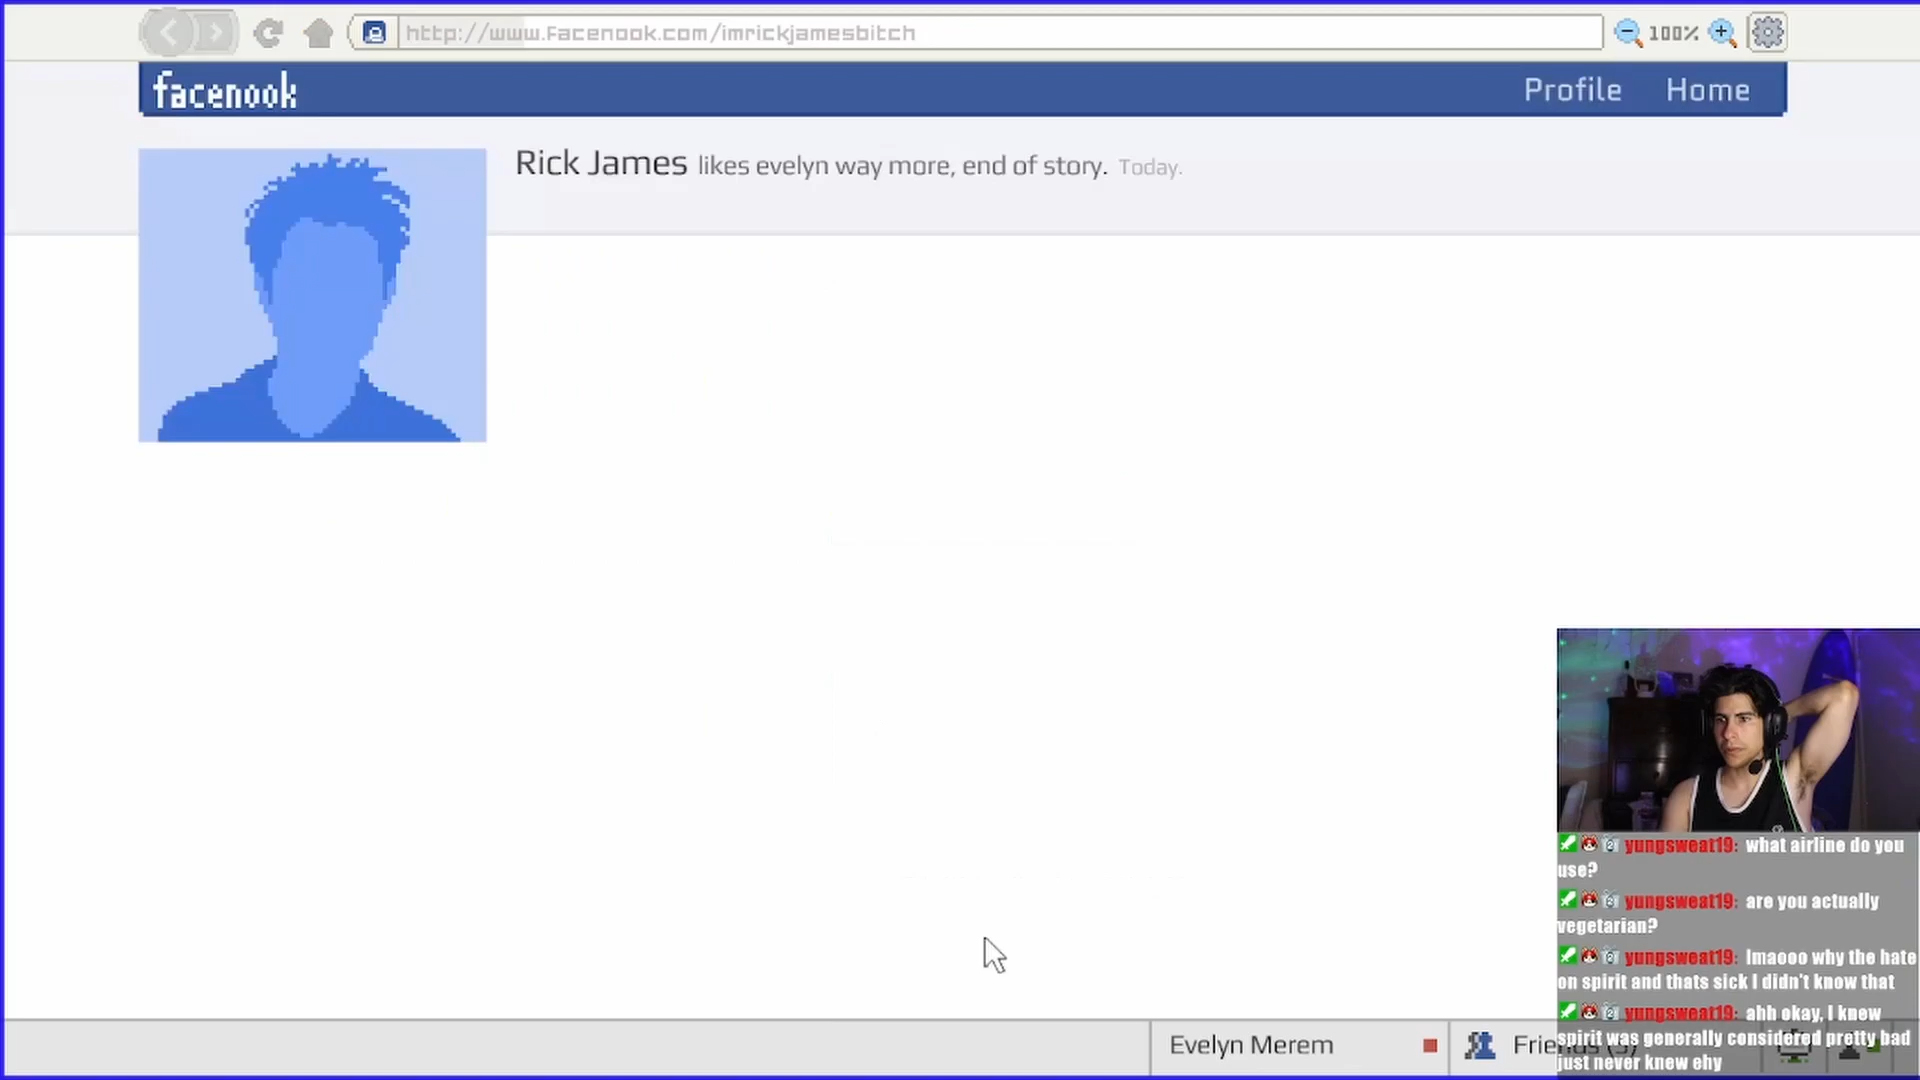 http://www.facenook.com/imrickjamesbitch
100%
facenook
Profile Home
Rick James likes evelyn way more, end of story. Today.
yungsweat19: what airline do you
use?
yungsweat19: are you actually
vegetarian?
yungsweat19: lmaooo why the hate
on spirit and thats sick I didn't know that
yungsweat19: ahh okay, I knew
spirit was generally considered pretty bad
just never knew ehy
Evelyn Merem